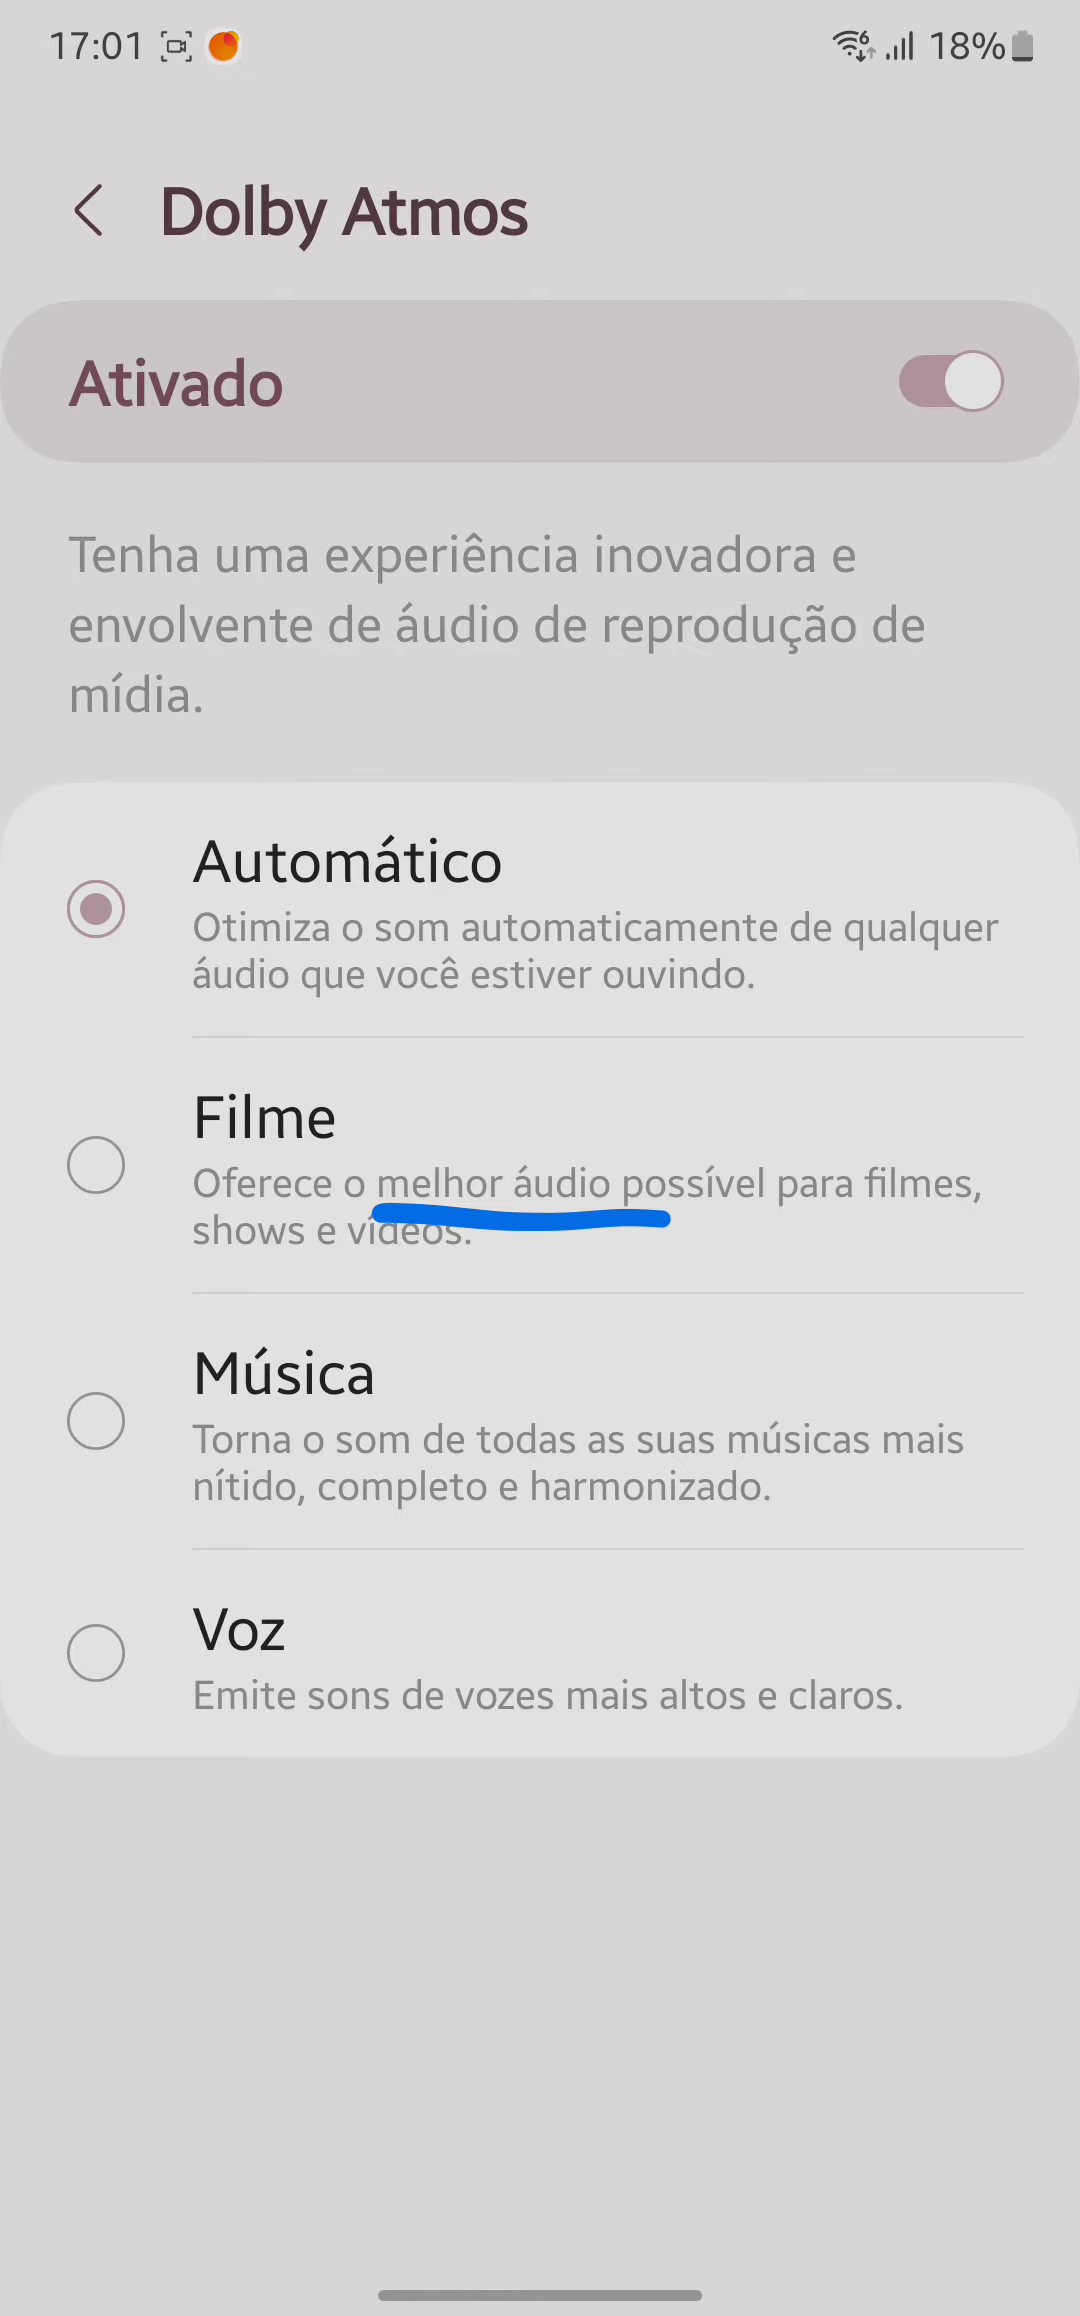 17:01
6
18%
Dolby Atmos
Ativado
Tenha uma experiência inovadora e
envolvente de áudio de reprodução de
mídia.
Automático
Otimiza o som automaticamente de qualquer
áudio que você estiver ouvindo.
Filme
Oferece o melhor áudio possível para filmes,
shows e vídeos.
Música
Torna o som de todas as suas músicas mais
nítido, completo e harmonizado.
Voz
Emite sons de vozes mais altos e claros.